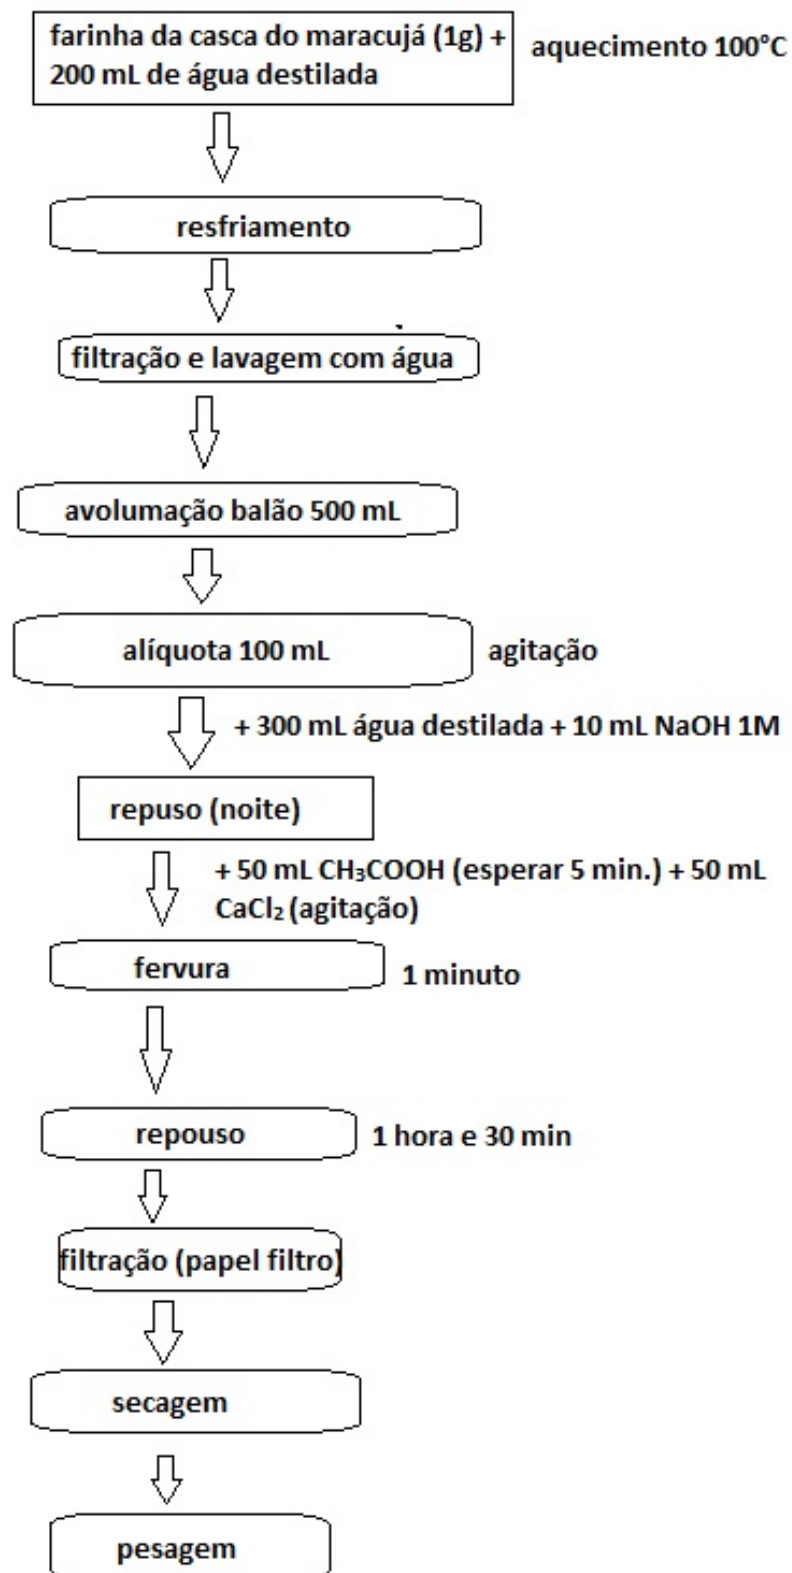 farinha da casca do maracujá (1g) +
200 mL de água destilada
aquecimento 100°C
resfriamento
filtração e lavagem com água
avolumação balão 500 mL
alíquota 100 mL
agitação
+ 300 mL água destilada + 10 mL NaOH 1M
repuso (noite)
+ 50 mL CH₃COOH (esperar 5 min.) + 50 mL
CaCl₂ (agitação)
fervura
1 minuto
repouso
1 hora e 30 min
filtração (papel filtro)
secagem
pesagem